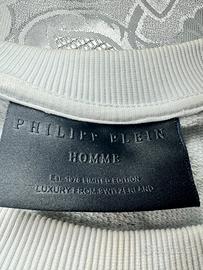 PHILIPP PLEIN
HOMME
EST. 1978 LIMITED EDITION
LUXURY FROM SWITZERLAND